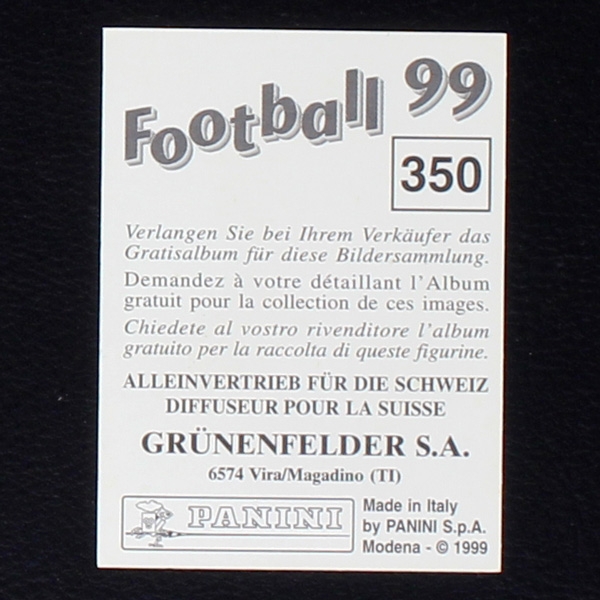 Football 99
350
Verlangen Sie bei Ihrem Verkäufer das
Gratisalbum für diese Bildersammlung.
Demandez à votre détaillant l'Album
gratuit pour la collection de ces images.
Chiedete al vostro rivenditore l'album
gratuito per la raccolta di queste figurine.
ALLEINVERTRIEB FÜR DIE SCHWEIZ
DIFFUSEUR POUR LA SUISSE
GRÜNENFELDER S.A.
6574 Vira/Magadino (TI)
PANINI
Made in Italy
by PANINI S.p.A.
Modena - © 1999